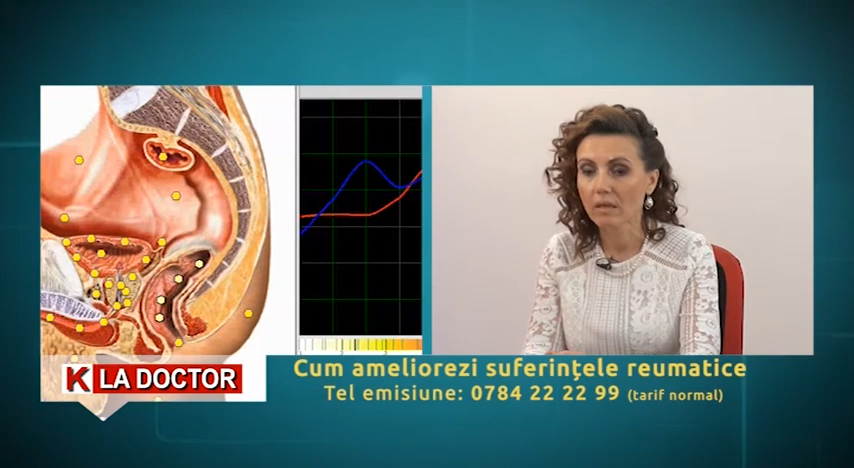 K LA DOCTOR
Cum ameliorezi suferințele reumatice
Tel emisiune: 0784 22 22 99 (tarif normal)